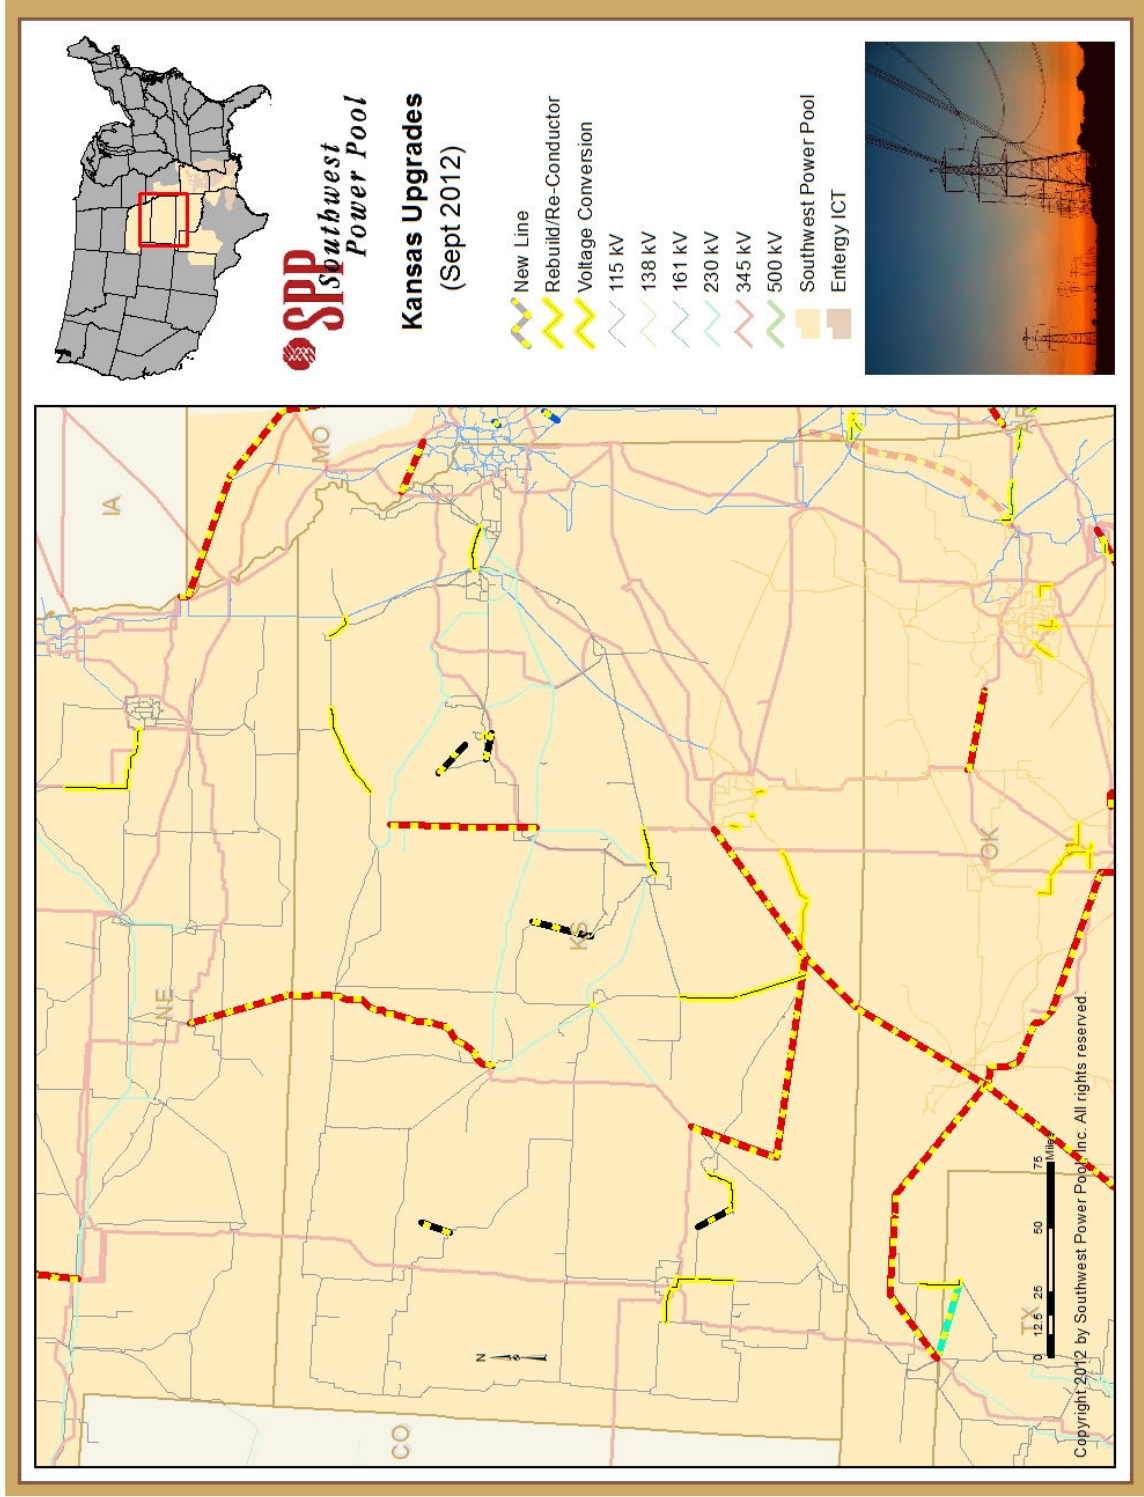 SPP
Southwest
Power Pool
Kansas Upgrades
(Sept 2012)
New Line
Rebuild/Re-Conductor
Voltage Conversion
115 kV
138 kV
161 kV
230 kV
345 kV
500 kV
Southwest Power Pool
Entergy ICT
IA
MO
NE
KS
CO
OK
TX
AR
N
0 12.5 25 50 75
Miles
Copyright 2012 by Southwest Power Pool, Inc. All rights reserved.